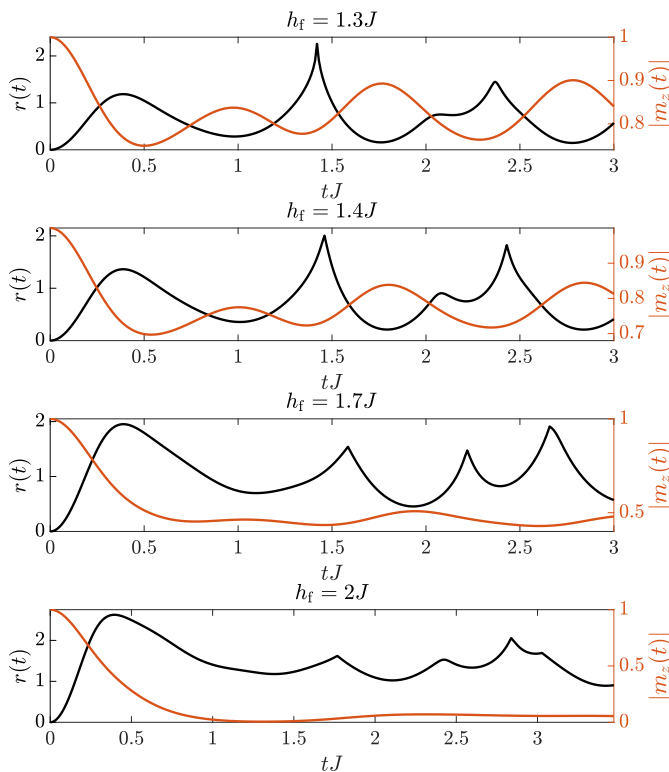 h_f = 1.3J
2 1 0
r(t)
1 0.9 0.8
|m_z(t)|
0 0.5 1 1.5 2 2.5 3
tJ
h_f = 1.4J
2 1 0
r(t)
0.9 0.8 0.7
|m_z(t)|
0 0.5 1 1.5 2 2.5 3
tJ
h_f = 1.7J
2 1 0
r(t)
1 0.5
|m_z(t)|
0 0.5 1 1.5 2 2.5 3
tJ
h_f = 2J
2 1 0
r(t)
1 0.5 0
|m_z(t)|
0 0.5 1 1.5 2 2.5 3
tJ